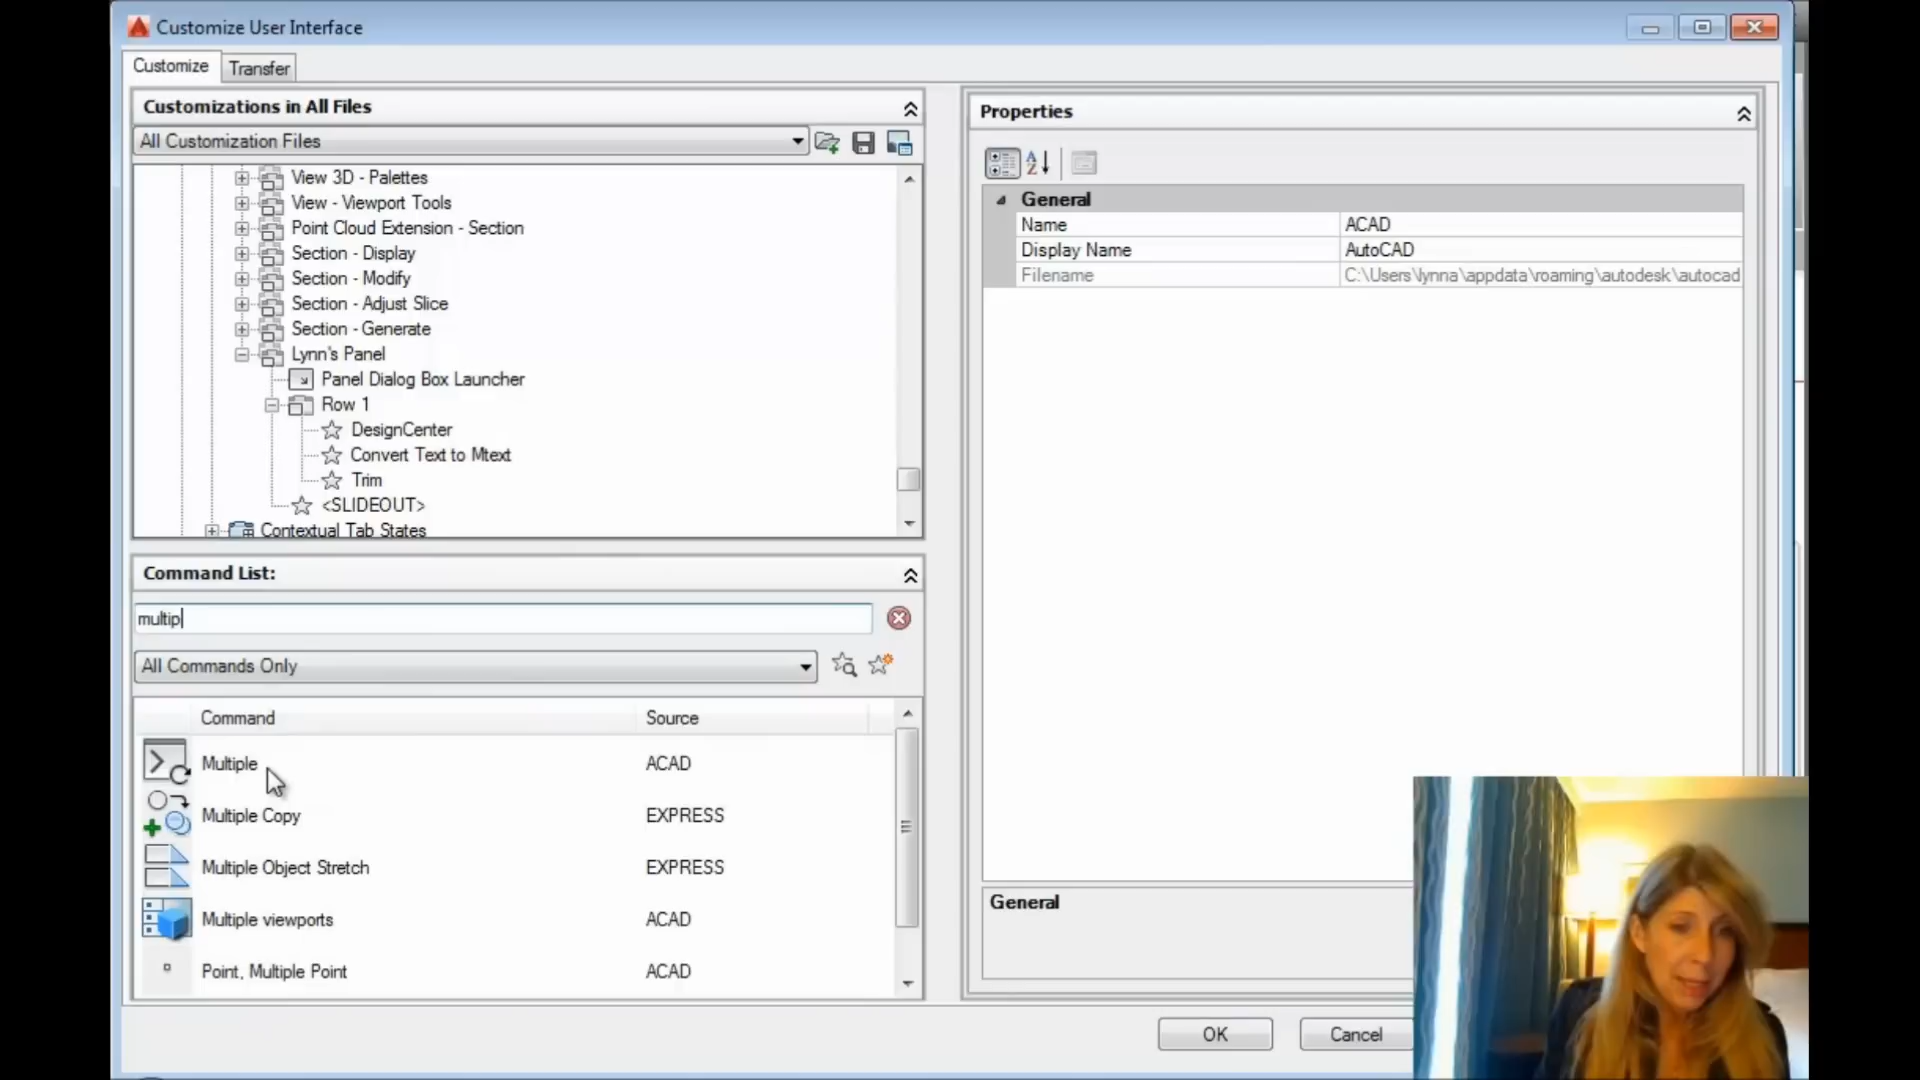 Customize User Interface
Customize
Transfer
Customizations in All Files
All Customization Files
View 3D - Palettes
View - Viewport Tools
Point Cloud Extension - Section
Section - Display
Section - Modify
Section - Adjust Slice
Section - Generate
Lynn's Panel
Panel Dialog Box Launcher
Row 1
DesignCenter
Convert Text to Mtext
Trim
<SLIDEOUT>
Contextual Tab States
Command List:
multip
All Commands Only
Command Source
Multiple ACAD
Multiple Copy EXPRESS
Multiple Object Stretch EXPRESS
Multiple viewports ACAD
Point, Multiple Point ACAD
Properties
General
Name ACAD
Display Name AutoCAD
Filename C:\Users\lynna\appdata\roaming\autodesk\autocad
General
OK
Cancel